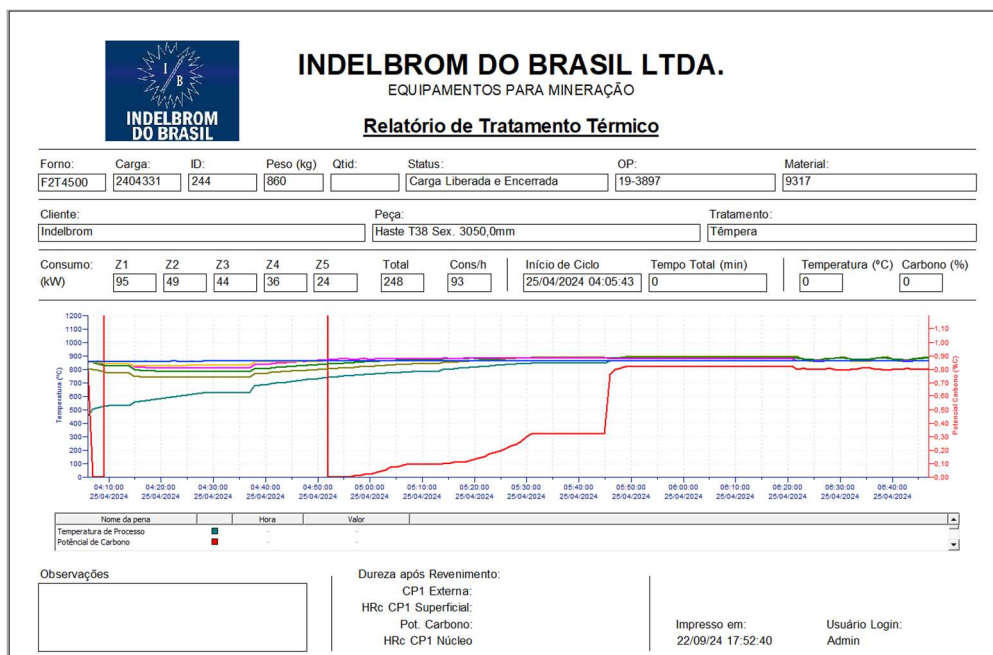 I
B
INDELBROM
DO BRASIL
INDELBROM DO BRASIL LTDA.
EQUIPAMENTOS PARA MINERAÇÃO
Relatório de Tratamento Térmico
Forno: Carga: ID: Peso (kg) Qtid: Status: OP: Material:
F2T4500 2404331 244 860 Carga Liberada e Encerrada 19-3897 9317
Cliente: Peça: Tratamento:
Indelbrom Haste T38 Sex. 3050,0mm Têmpera
Consumo: Z1 Z2 Z3 Z4 Z5 Total Cons/h Início de Ciclo Tempo Total (min) Temperatura (ºC) Carbono (%)
(kW) 95 49 44 36 24 248 93 25/04/2024 04:05:43 0 0 0
1200
1100
1000
900
800
700
600
500
400
300
200
100
0
Temperatura (ºC)
1,10
1,00
0,90
0,80
0,70
0,60
0,50
0,40
0,30
0,20
0,10
0,00
Potencial Carbono (%C)
04:10:00 04:20:00 04:30:00 04:40:00 04:50:00 05:00:00 05:10:00 05:20:00 05:30:00 05:40:00 05:50:00 06:00:00 06:10:00 06:20:00 06:30:00 06:40:00
25/04/2024 25/04/2024 25/04/2024 25/04/2024 25/04/2024 25/04/2024 25/04/2024 25/04/2024 25/04/2024 25/04/2024 25/04/2024 25/04/2024 25/04/2024 25/04/2024 25/04/2024 25/04/2024
Nome da pena Hora Valor
Temperatura de Processo - -
Potêncial de Carbono - -
Observações
Dureza após Revenimento:
CP1 Externa:
HRc CP1 Superficial:
Pot. Carbono:
HRc CP1 Núcleo
Impresso em: Usuário Login:
22/09/24 17:52:40 Admin